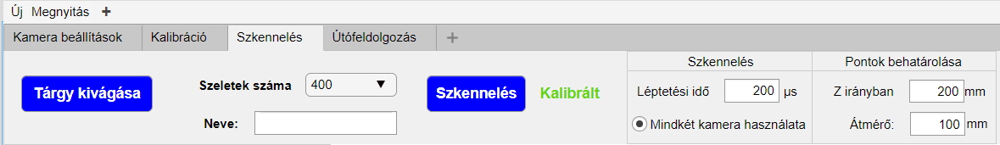 Új Megnyitás +
Kamera beállítások Kalibráció Szkennelés Útófeldolgozás +
Szkennelés Pontok behatárolása
Tárgy kivágása Szeletek száma 400 Szkennelés Kalibrált Léptetési idő 200 µs Z irányban 200 mm
Neve: Mindkét kamera használata Átmérő: 100 mm